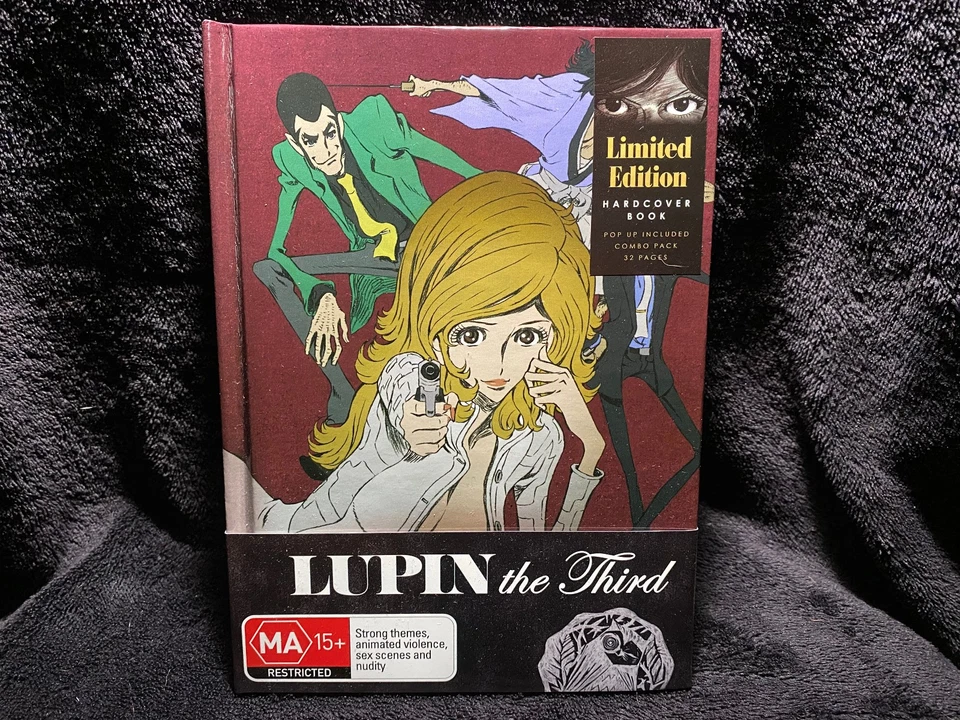 Limited
Edition
HARDCOVER
BOOK
POP UP INCLUDED
COMBO PACK
32 PAGES
LUPIN the Third
MA 15+
RESTRICTED
Strong themes,
animated violence,
sex scenes and
nudity